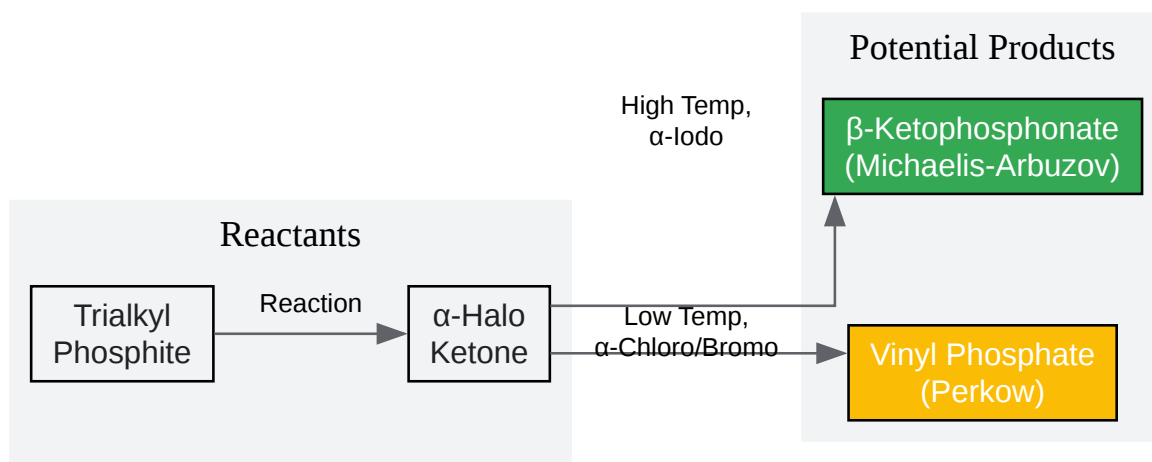 Potential Products
High Temp,
α-Iodo
β-Ketophosphonate
(Michaelis-Arbuzov)
Reactants
Trialkyl
Phosphite
Reaction
α-Halo
Ketone
Low Temp,
α-Chloro/Bromo
Vinyl Phosphate
(Perkow)